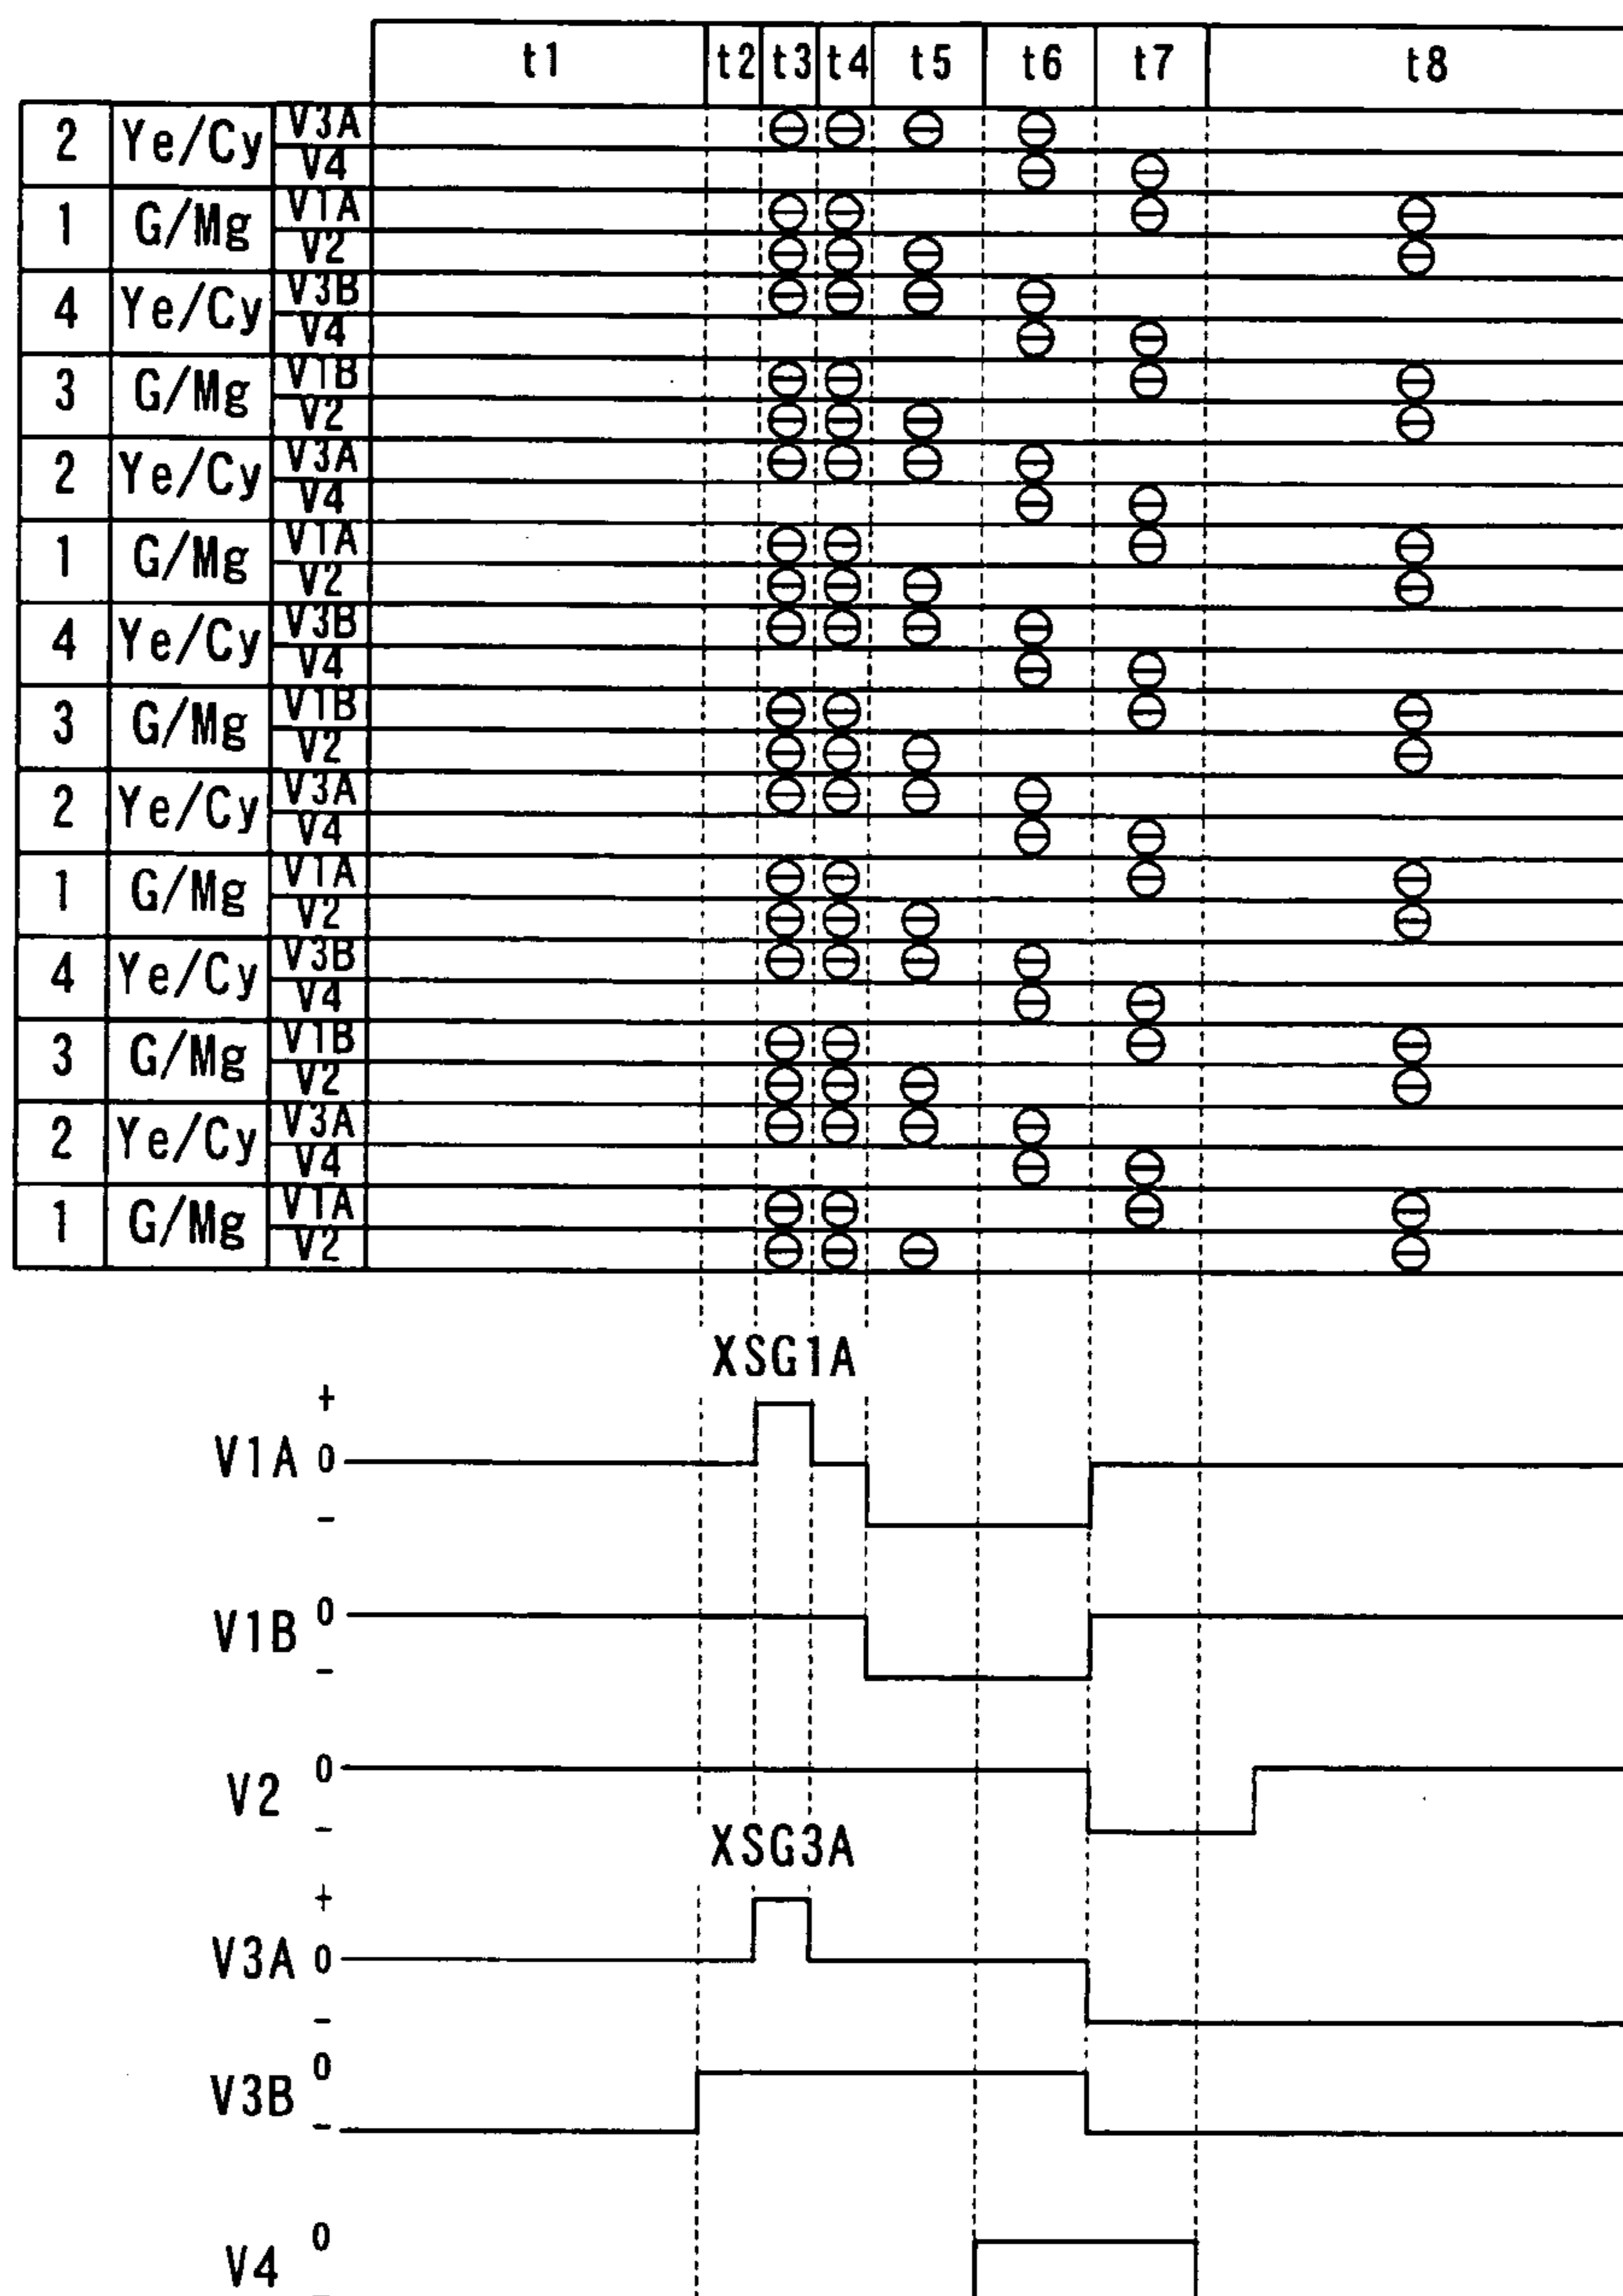 t1 t2 t3 t4 t5 t6 t7 t8
2 Ye/Cy V3A
V4
1 G/Mg V1A
V2
4 Ye/Cy V3B
V4
3 G/Mg V1B
V2
2 Ye/Cy V3A
V4
1 G/Mg V1A
V2
4 Ye/Cy V3B
V4
3 G/Mg V1B
V2
2 Ye/Cy V3A
V4
1 G/Mg V1A
V2
4 Ye/Cy V3B
V4
3 G/Mg V1B
V2
2 Ye/Cy V3A
V4
1 G/Mg V1A
V2
XSG1A
+
V1A 0
-
0
V1B
-
0
V2
-
XSG3A
+
V3A 0
-
0
V3B
-
0
V4
-